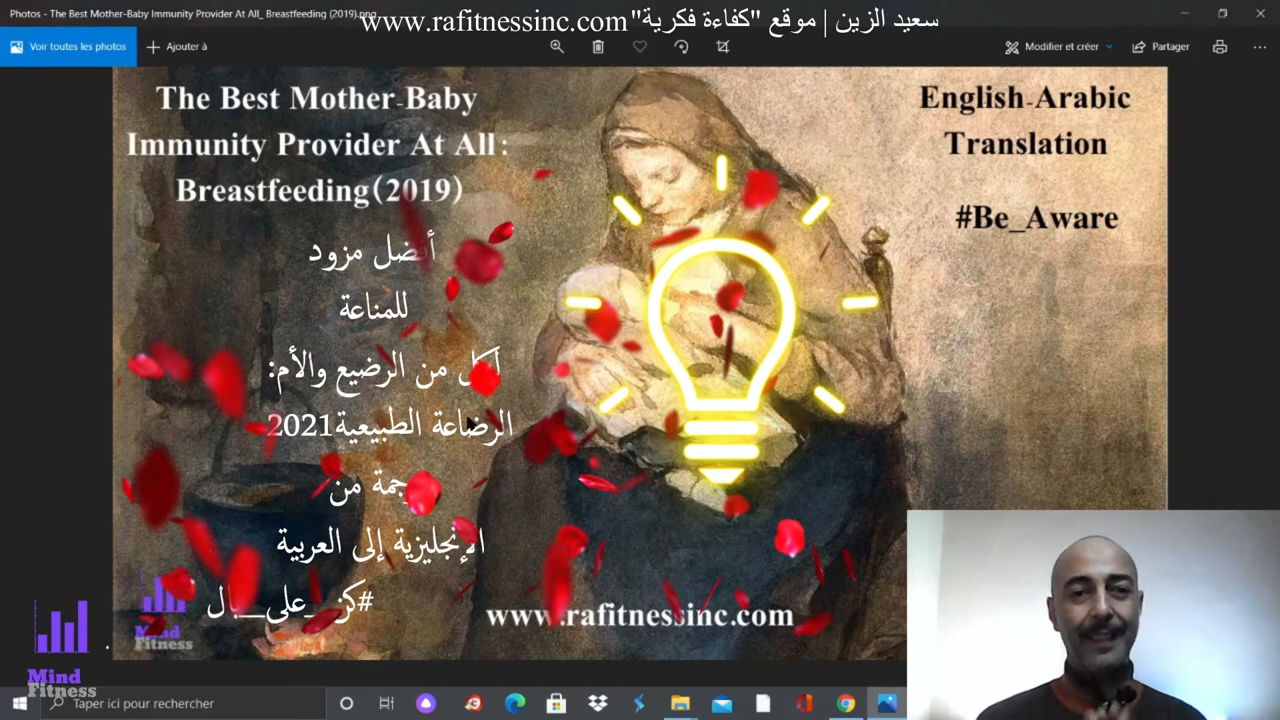 Photos - The Best Mother-Baby Immunity Provider At All_ Breastfeeding (2019).png
سعيد الزين | موقع "كفاءة فكرية" www.rafitnessinc.com
Voir toutes les photos
Ajouter à
Modifier et créer
Partager
The Best Mother-Baby
Immunity Provider At All:
Breastfeeding(2019)
English-Arabic
Translation
#Be_Aware
أفضل مزود
للمناعة
لكل من الرضيع والأم:
الرضاعة الطبيعية2021
ترجمة من
الإنجليزية إلى العربية
#كن_على_بال
www.rafitnessinc.com
Mind
Fitness
Mind
Fitness
Taper ici pour rechercher